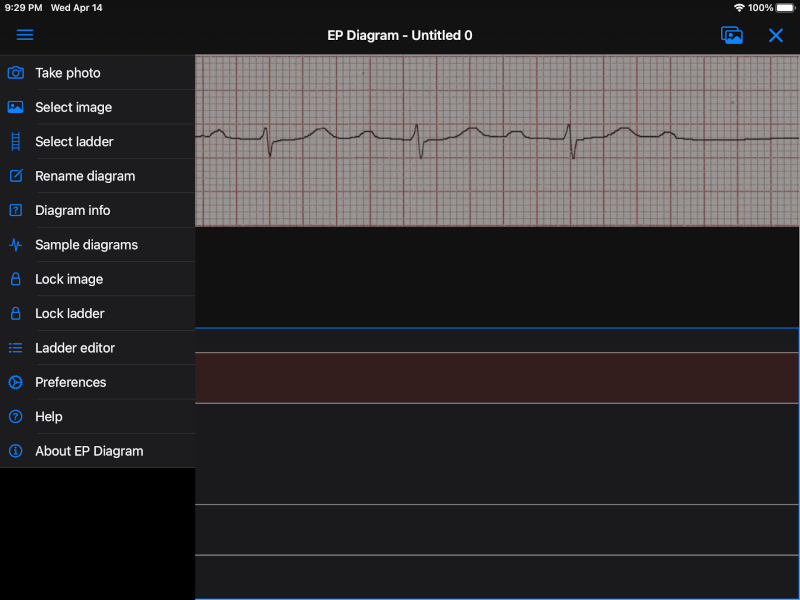 9:29 PM Wed Apr 14 100%
EP Diagram - Untitled 0
Take photo
Select image
Select ladder
Rename diagram
Diagram info
Sample diagrams
Lock image
Lock ladder
Ladder editor
Preferences
Help
About EP Diagram